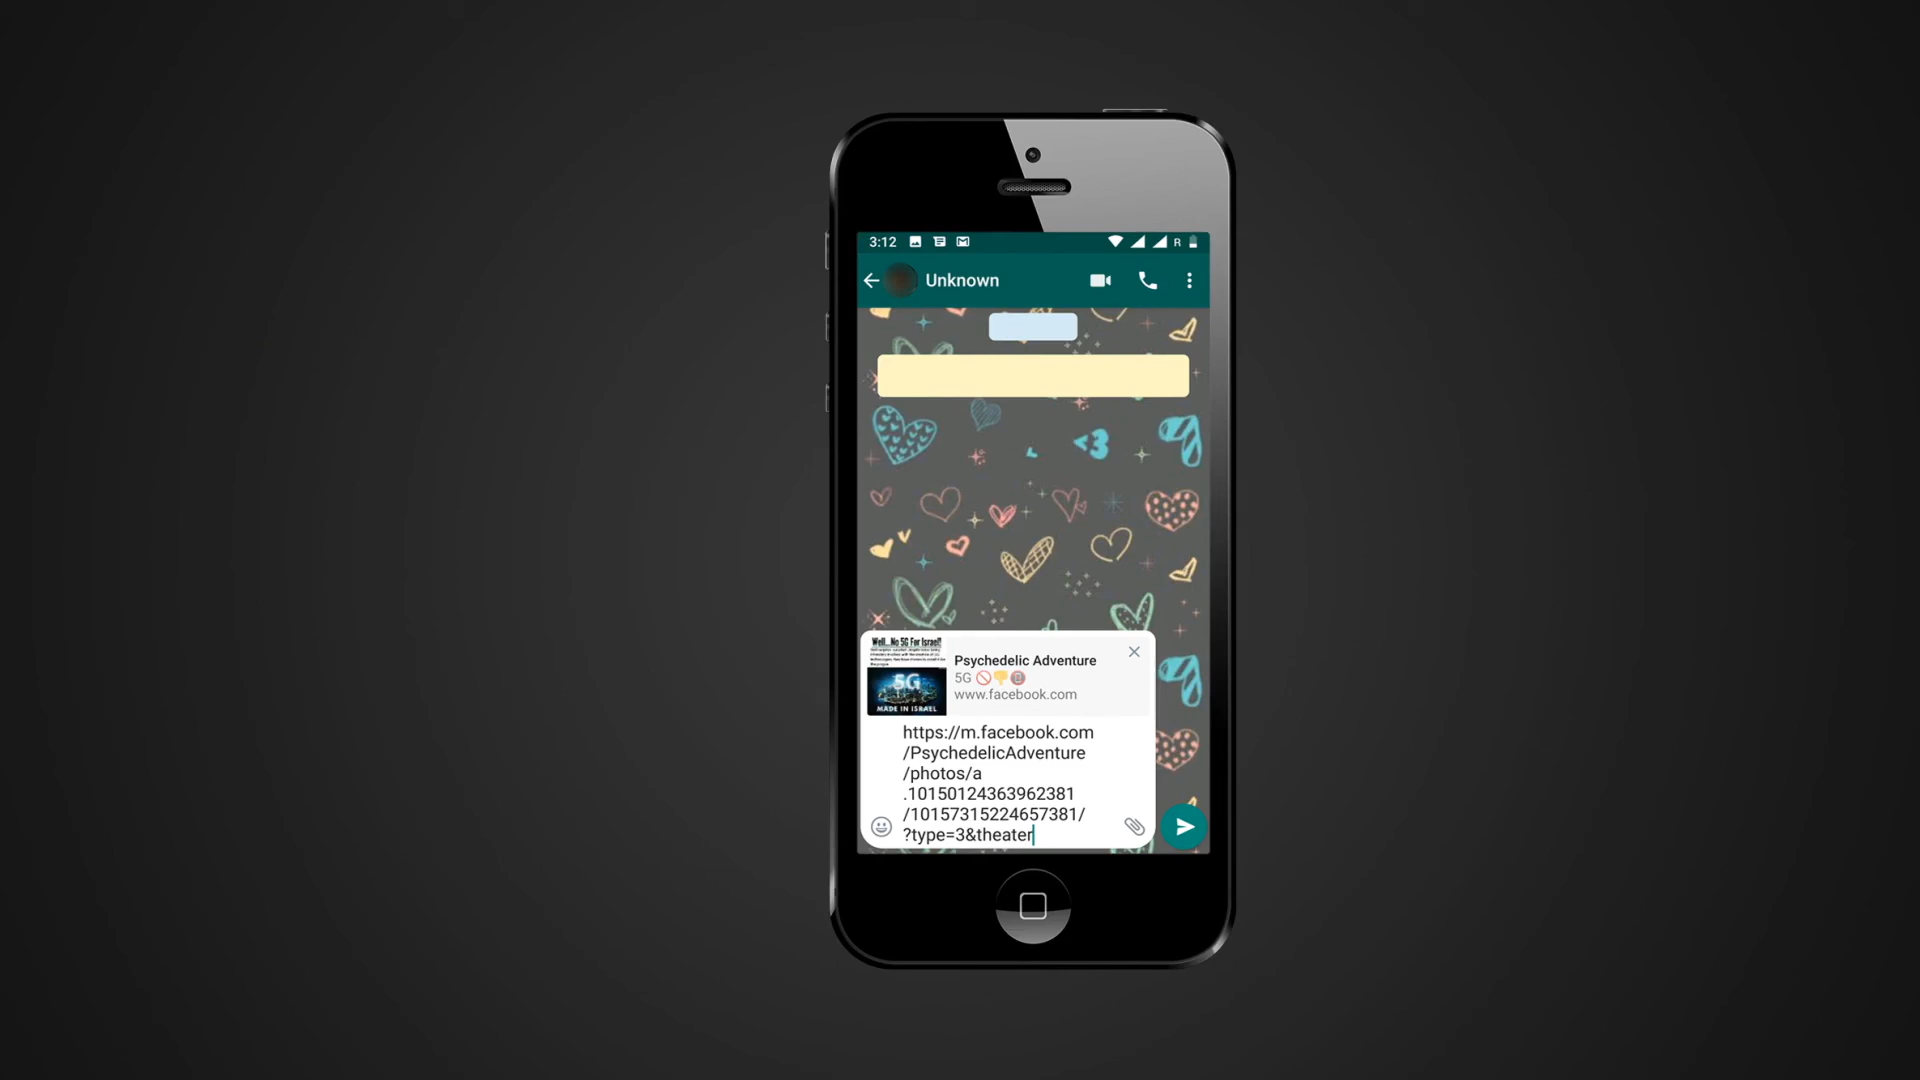 3:12
R
Unknown
<3
Well...No 5G For Israel!
5G
MADE IN ISRAEL
Psychedelic Adventure
5G 🚫👎📵
www.facebook.com
https://m.facebook.com
/PsychedelicAdventure
/photos/a
.10150124363962381
/10157315224657381/
?type=3&theater